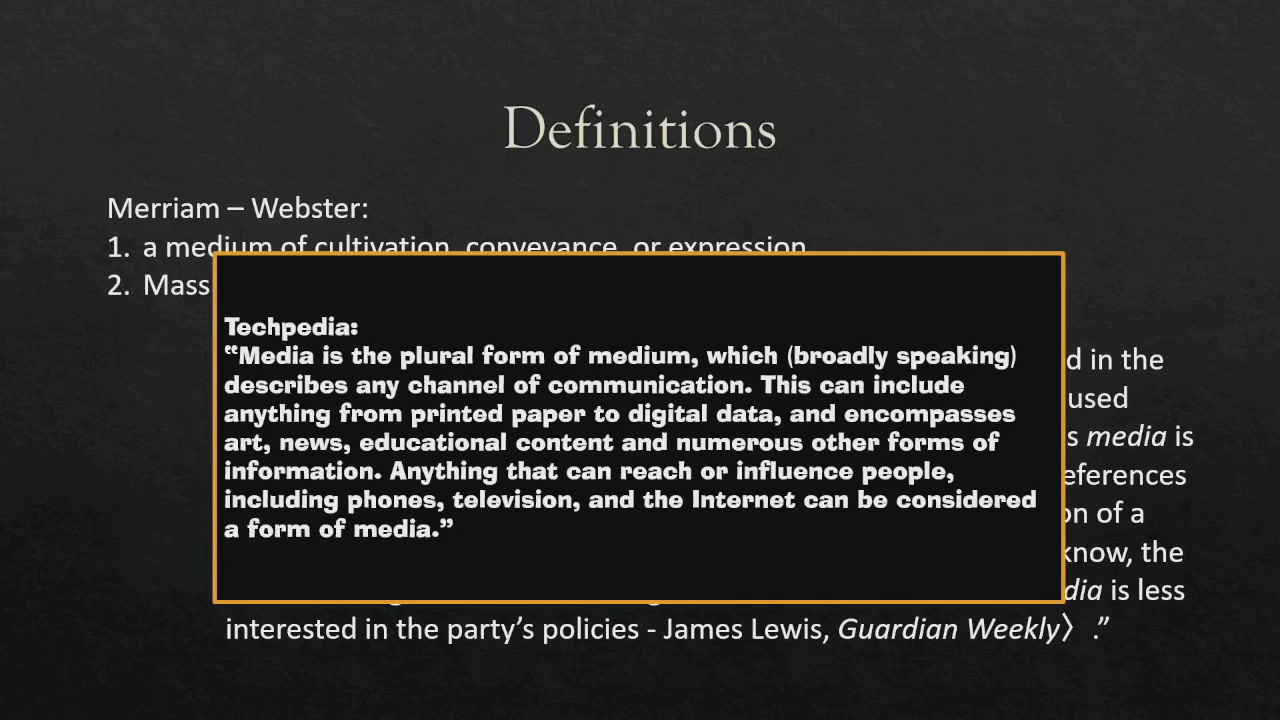 Definitions
Merriam – Webster:
1. a medium of cultivation, conveyance, or expression
2. Mass
Techpedia:
“Media is the plural form of medium, which (broadly speaking)
describes any channel of communication. This can include
anything from printed paper to digital data, and encompasses
art, news, educational content and numerous other forms of
information. Anything that can reach or influence people,
including phones, television, and the Internet can be considered
a form of media.”
d in the
used
s media is
eferences
on of a
know, the
dia is less
interested in the party’s policies - James Lewis, Guardian Weekly〉.”